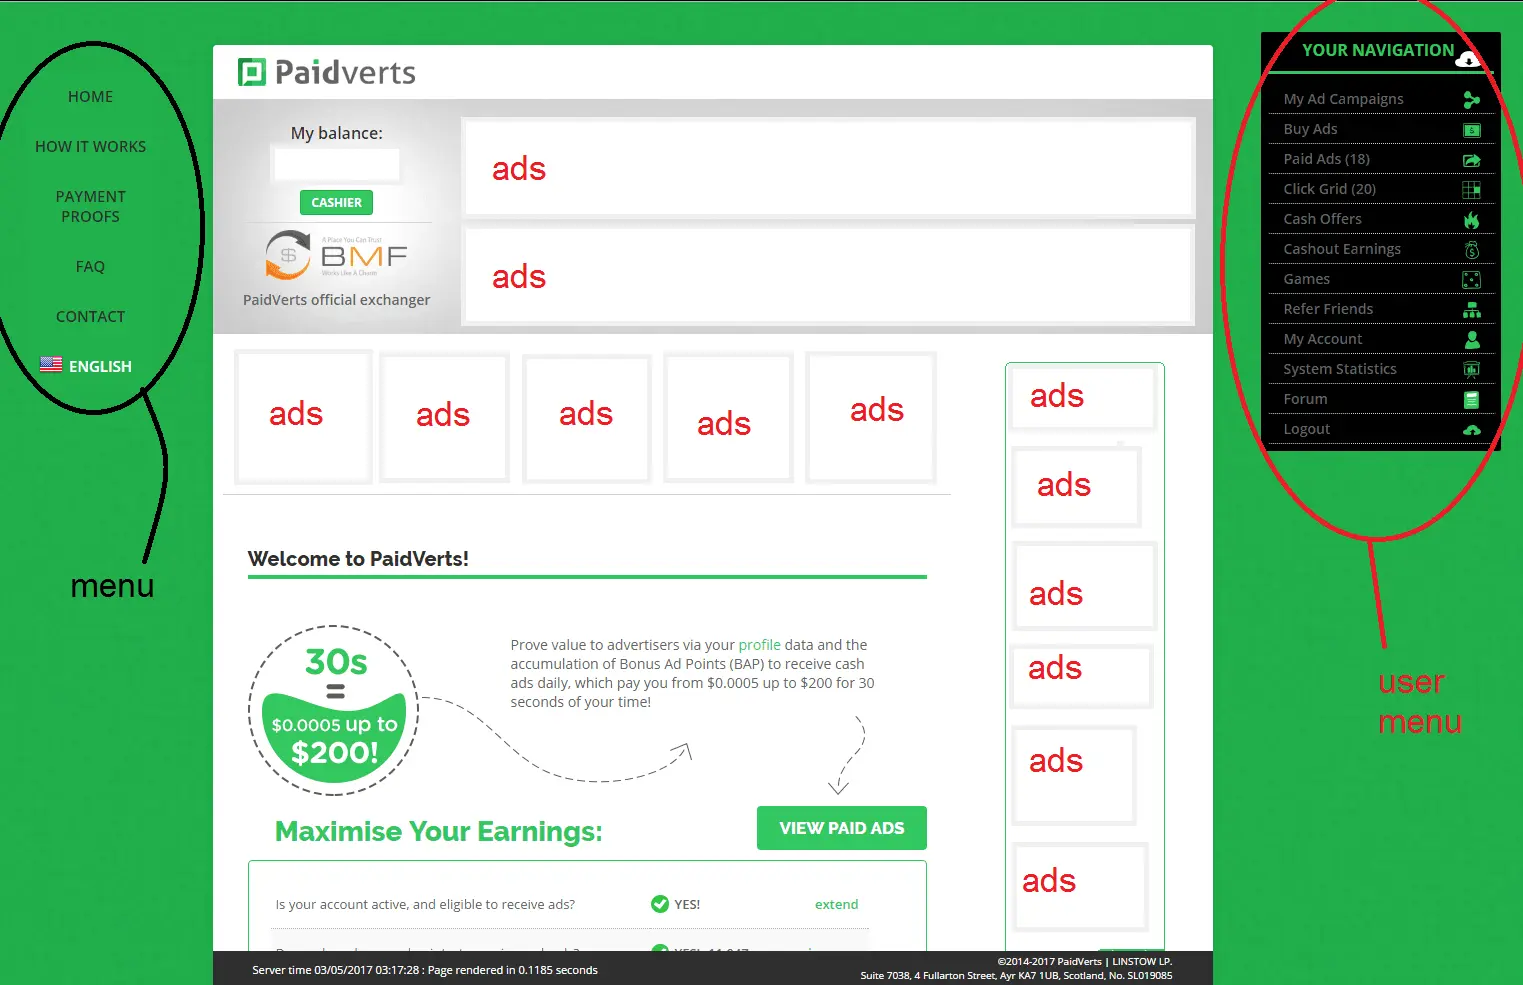 HOME
HOW IT WORKS
PAYMENT
PROOFS
FAQ
CONTACT
ENGLISH
menu
Paidverts
My balance:
CASHIER
A Place You Can Trust
BMF
Works Like A Church
PaidVerts official exchanger
ads
ads
ads
ads
ads
ads
ads
Welcome to PaidVerts!
30s
=
$0.0005 up to
$200!
Prove value to advertisers via your profile data and the
accumulation of Bonus Ad Points (BAP) to receive cash
ads daily, which pay you from $0.0005 up to $200 for 30
seconds of your time!
Maximise Your Earnings:
VIEW PAID ADS
Is your account active, and eligible to receive ads? YES! extend
ads
ads
ads
ads
ads
ads
Server time 03/05/2017 03:17:28 : Page rendered in 0.1185 seconds
©2014-2017 PaidVerts | LINSTOW LP.
Suite 7038, 4 Fullarton Street, Ayr KA7 1UB, Scotland, No. SL019085
YOUR NAVIGATION
My Ad Campaigns
Buy Ads
Paid Ads (18)
Click Grid (20)
Cash Offers
Cashout Earnings
Games
Refer Friends
My Account
System Statistics
Forum
Logout
user
menu